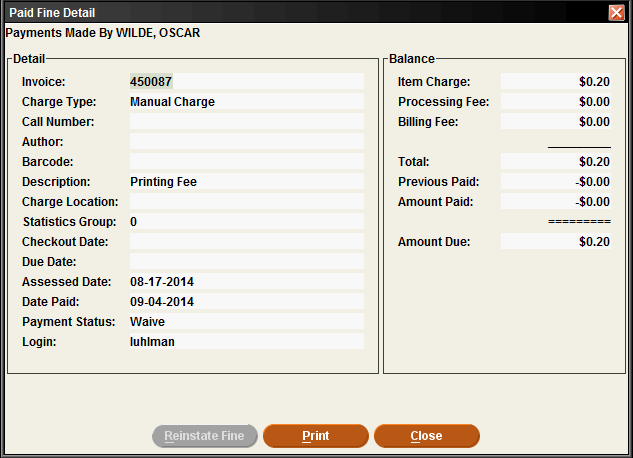 Paid Fine Detail
Payments Made By WILDE, OSCAR
Detail
Invoice: 450087
Charge Type: Manual Charge
Call Number:
Author:
Barcode:
Description: Printing Fee
Charge Location:
Statistics Group: 0
Checkout Date:
Due Date:
Assessed Date: 08-17-2014
Date Paid: 09-04-2014
Payment Status: Waive
Login: luhlman
Balance
Item Charge: $0.20
Processing Fee: $0.00
Billing Fee: $0.00
_________
Total: $0.20
Previous Paid: -$0.00
Amount Paid: -$0.00
=========
Amount Due: $0.20
Reinstate Fine Print Close